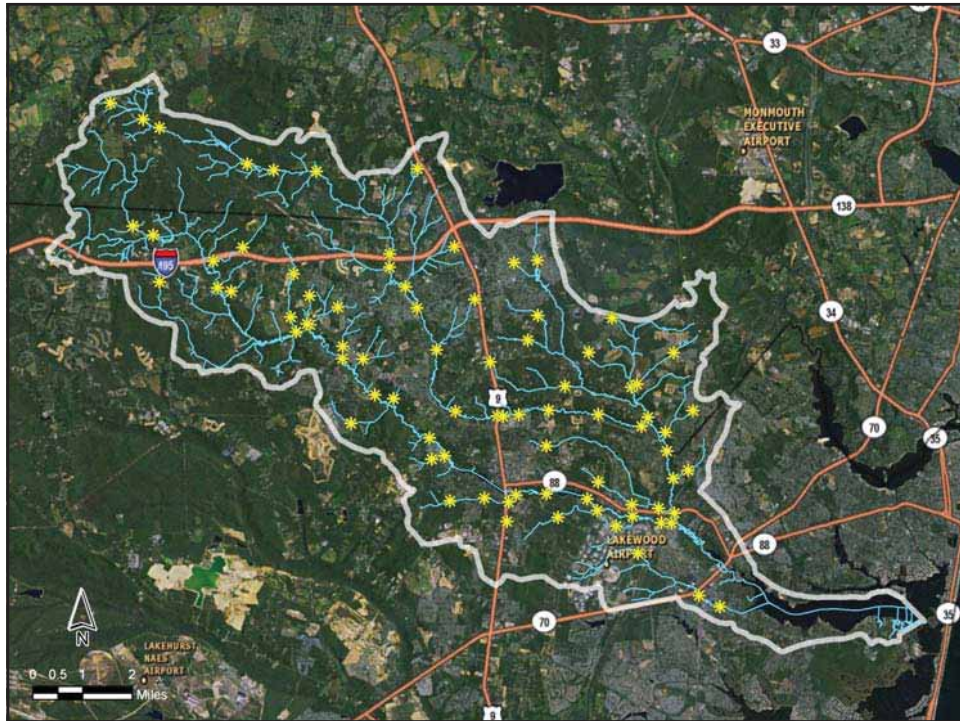 33
MONMOUTH
EXECUTIVE
AIRPORT
138
195
34
9
70
35
88
88
LAKEWOOD
AIRPORT
35
70
LAKEHURST
NAES
AIRPORT
N
0 0.5 1 2
Miles
9